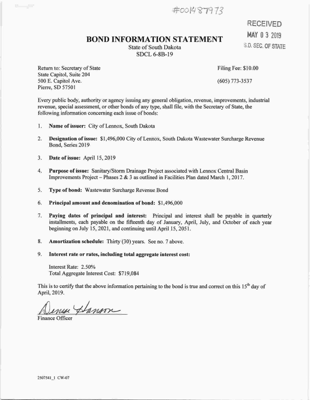 #001487973
RECEIVED
MAY 03 2019
S.D. SEC. OF STATE
BOND INFORMATION STATEMENT
State of South Dakota
SDCL 6-8B-19
Return to: Secretary of State
State Capitol, Suite 204
500 E. Capitol Ave.
Pierre, SD 57501
Filing Fee: $10.00
(605) 773-3537
Every public body, authority or agency issuing any general obligation, revenue, improvements, industrial
revenue, special assessment, or other bonds of any type, shall file, with the Secretary of State, the
following information concerning each issue of bonds:
1. Name of issuer: City of Lennox, South Dakota
2. Designation of issue: $1,496,000 City of Lennox, South Dakota Wastewater Surcharge Revenue
Bond, Series 2019
3. Date of issue: April 15, 2019
4. Purpose of issue: Sanitary/Storm Drainage Project associated with Lennox Central Basin
Improvements Project – Phases 2 & 3 as outlined in Facilities Plan dated March 1, 2017.
5. Type of bond: Wastewater Surcharge Revenue Bond
6. Principal amount and denomination of bond: $1,496,000
7. Paying dates of principal and interest: Principal and interest shall be payable in quarterly
installments, each payable on the fifteenth day of January, April, July, and October of each year
beginning on July 15, 2021, and continuing until April 15, 2051.
8. Amortization schedule: Thirty (30) years. See no. 7 above.
9. Interest rate or rates, including total aggregate interest cost:
Interest Rate: 2.50%
Total Aggregate Interest Cost: $719,084
This is to certify that the above information pertaining to the bond is true and correct on this 15th day of
April, 2019.
Denise Hanson
Finance Officer